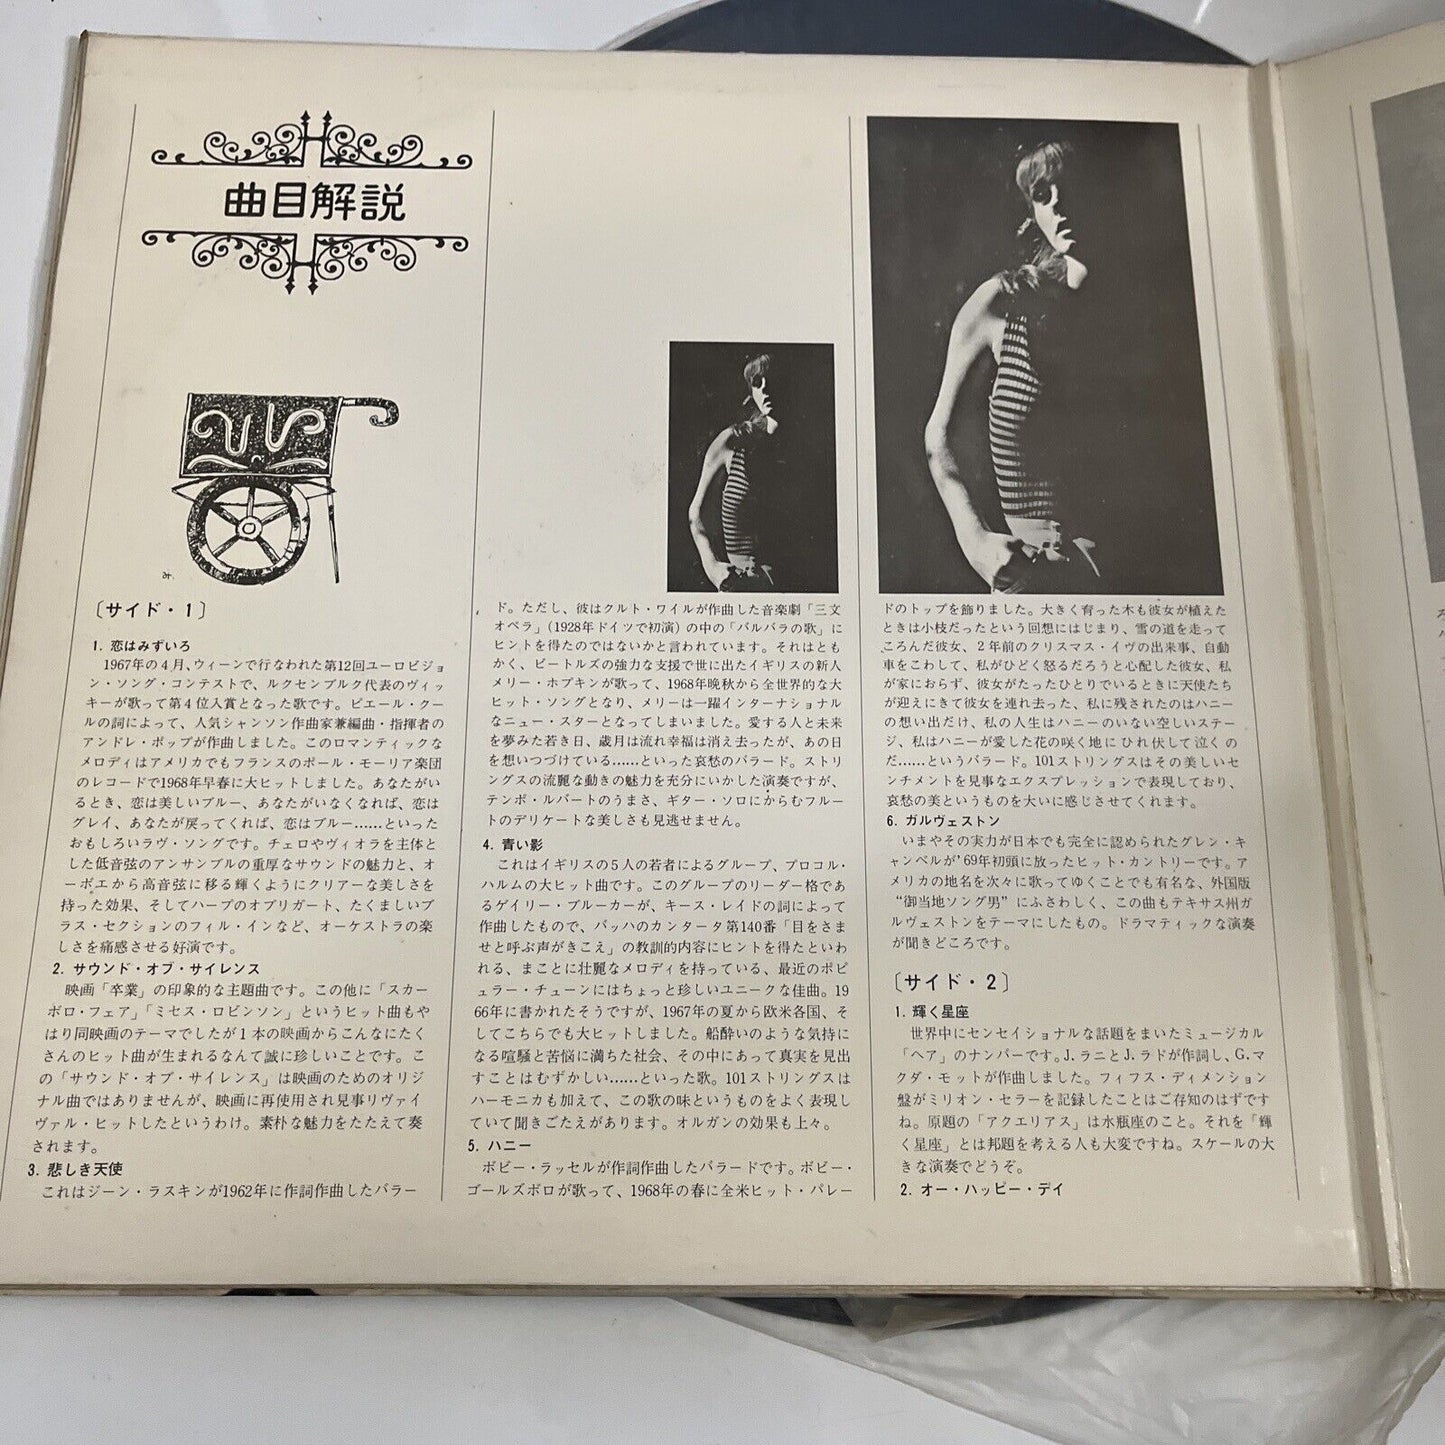 曲目解説
み.
〔サイド・1〕
1. 恋はみずいろ
1967年の4月、ウィーンで行なわれた第12回ユーロビジョ
ン・ソング・コンテストで、ルクセンブルク代表のヴィッ
キーが歌って第4位入賞となった歌です。ピエール・クー
ルの詞によって、人気シャンソン作曲家兼編曲・指揮者の
アンドレ・ポップが作曲しました。このロマンティックな
メロディはアメリカでもフランスのポール・モーリア楽団
のレコードで1968年早春に大ヒットしました。あなたがい
るとき、恋は美しいブルー、あなたがいなくなれば、恋は
グレイ、あなたが戻ってくれば、恋はブルー……といった
おもしろいラヴ・ソングです。チェロやヴィオラを主体と
した低音弦のアンサンブルの重厚なサウンドの魅力と、オ
ーボエから高音弦に移る輝くようにクリアーな美しさを
持った効果、そしてハープのオブリガート、たくましいブ
ラス・セクションのフィル・インなど、オーケストラの楽
しさを痛感させる好演です。
2. サウンド・オブ・サイレンス
映画「卒業」の印象的な主題曲です。この他に「スカー
ボロ・フェア」「ミセス・ロビンソン」というヒット曲もや
はり同映画のテーマでしたが1本の映画からこんなにたく
さんのヒット曲が生まれるなんて誠に珍しいことです。こ
の「サウンド・オブ・サイレンス」は映画のためのオリジ
ナル曲ではありませんが、映画に再使用され見事リヴァイ
ヴァル・ヒットしたというわけ。素朴な魅力をたたえて奏
されます。
3. 悲しき天使
これはジーン・ラスキンが1962年に作詞作曲したバラー
ド。ただし、彼はクルト・ワイルが作曲した音楽劇「三文
オペラ」(1928年ドイツで初演)の中の「バルバラの歌」に
ヒントを得たのではないかと言われています。それはとも
かく、ビートルズの強力な支援で世に出たイギリスの新人
メリー・ホプキンが歌って、1968年晩秋から全世界的な大
ヒット・ソングとなり、メリーは一躍インターナショナル
なニュー・スターとなってしまいました。愛する人と未来
を夢みた若き日、歳月は流れ幸福は消え去ったが、あの日
を想いつづけている……といった哀愁のバラード。ストリ
ングスの流麗な動きの魅力を充分にいかした演奏ですが、
テンポ・ルバートのうまさ、ギター・ソロにからむフルー
トのデリケートな美しさも見逃せません。
4. 青い影
これはイギリスの5人の若者によるグループ、プロコル・
ハルムの大ヒット曲です。このグループのリーダー格であ
るゲイリー・ブルーカーが、キース・レイドの詞によって
作曲したもので、バッハのカンタータ第140番「目をさま
せと呼ぶ声がきこえ」の教訓的内容にヒントを得たといわ
れる、まことに壮麗なメロディを持っている、最近のポピ
ュラー・チューンにはちょっと珍しいユニークな佳曲。19
66年に書かれたそうですが、1967年の夏から欧米各国、そ
してこちらでも大ヒットしました。船酔いのような気持に
なる喧騒と苦悩に満ちた社会、その中にあって真実を見出
すことはむずかしい……といった歌。101ストリングスは
ハーモニカも加えて、この歌の味というものをよく表現し
ていて聞きごたえがあります。オルガンの効果も上々。
5. ハニー
ボビー・ラッセルが作詞作曲したバラードです。ボビー・
ゴールズボロが歌って、1968年の春に全米ヒット・パレー
ドのトップを飾りました。大きく育った木も彼女が植えた
ときは小枝だったという回想にはじまり、雪の道を走って
ころんだ彼女、2年前のクリスマス・イヴの出来事、自動
車をこわして、私がひどく怒るだろうと心配した彼女、私
が家におらず、彼女がたったひとりでいるときに天使たち
が迎えにきて彼女を連れ去った、私に残されたのはハニー
の想い出だけ、私の人生はハニーのいない空しいステー
ジ、私はハニーが愛した花の咲く地にひれ伏して泣くの
だ……というバラード。101ストリングスはその美しいセ
ンチメントを見事なエクスプレッションで表現しており、
哀愁の美というものを大いに感じさせてくれます。
6. ガルヴェストン
いまやその実力が日本でも完全に認められたグレン・キ
ャンベルが'69年初頭に放ったヒット・カントリーです。ア
メリカの地名を次々に歌ってゆくことでも有名な、外国版
“御当地ソング男”にふさわしく、この曲もテキサス州ガ
ルヴェストンをテーマにしたもの。ドラマティックな演奏
が聞きどころです。
〔サイド・2〕
1. 輝く星座
世界中にセンセイショナルな話題をまいたミュージカル
「ヘア」のナンバーです。J.ラニとJ.ラドが作詞し、G.マ
クダ・モットが作曲しました。フィフス・ディメンション
盤がミリオン・セラーを記録したことはご存知のはずです
ね。原題の「アクエリアス」は水瓶座のこと。それを「輝
く星座」とは邦題を考える人も大変ですね。スケールの大
きな演奏でどうぞ。
2. オー・ハッピー・デイ